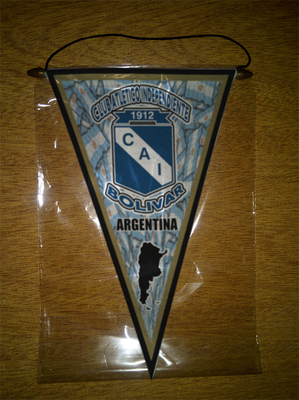 CLUB ATLETICO INDEPENDIENTE
1912
CAI
BOLIVAR
ARGENTINA